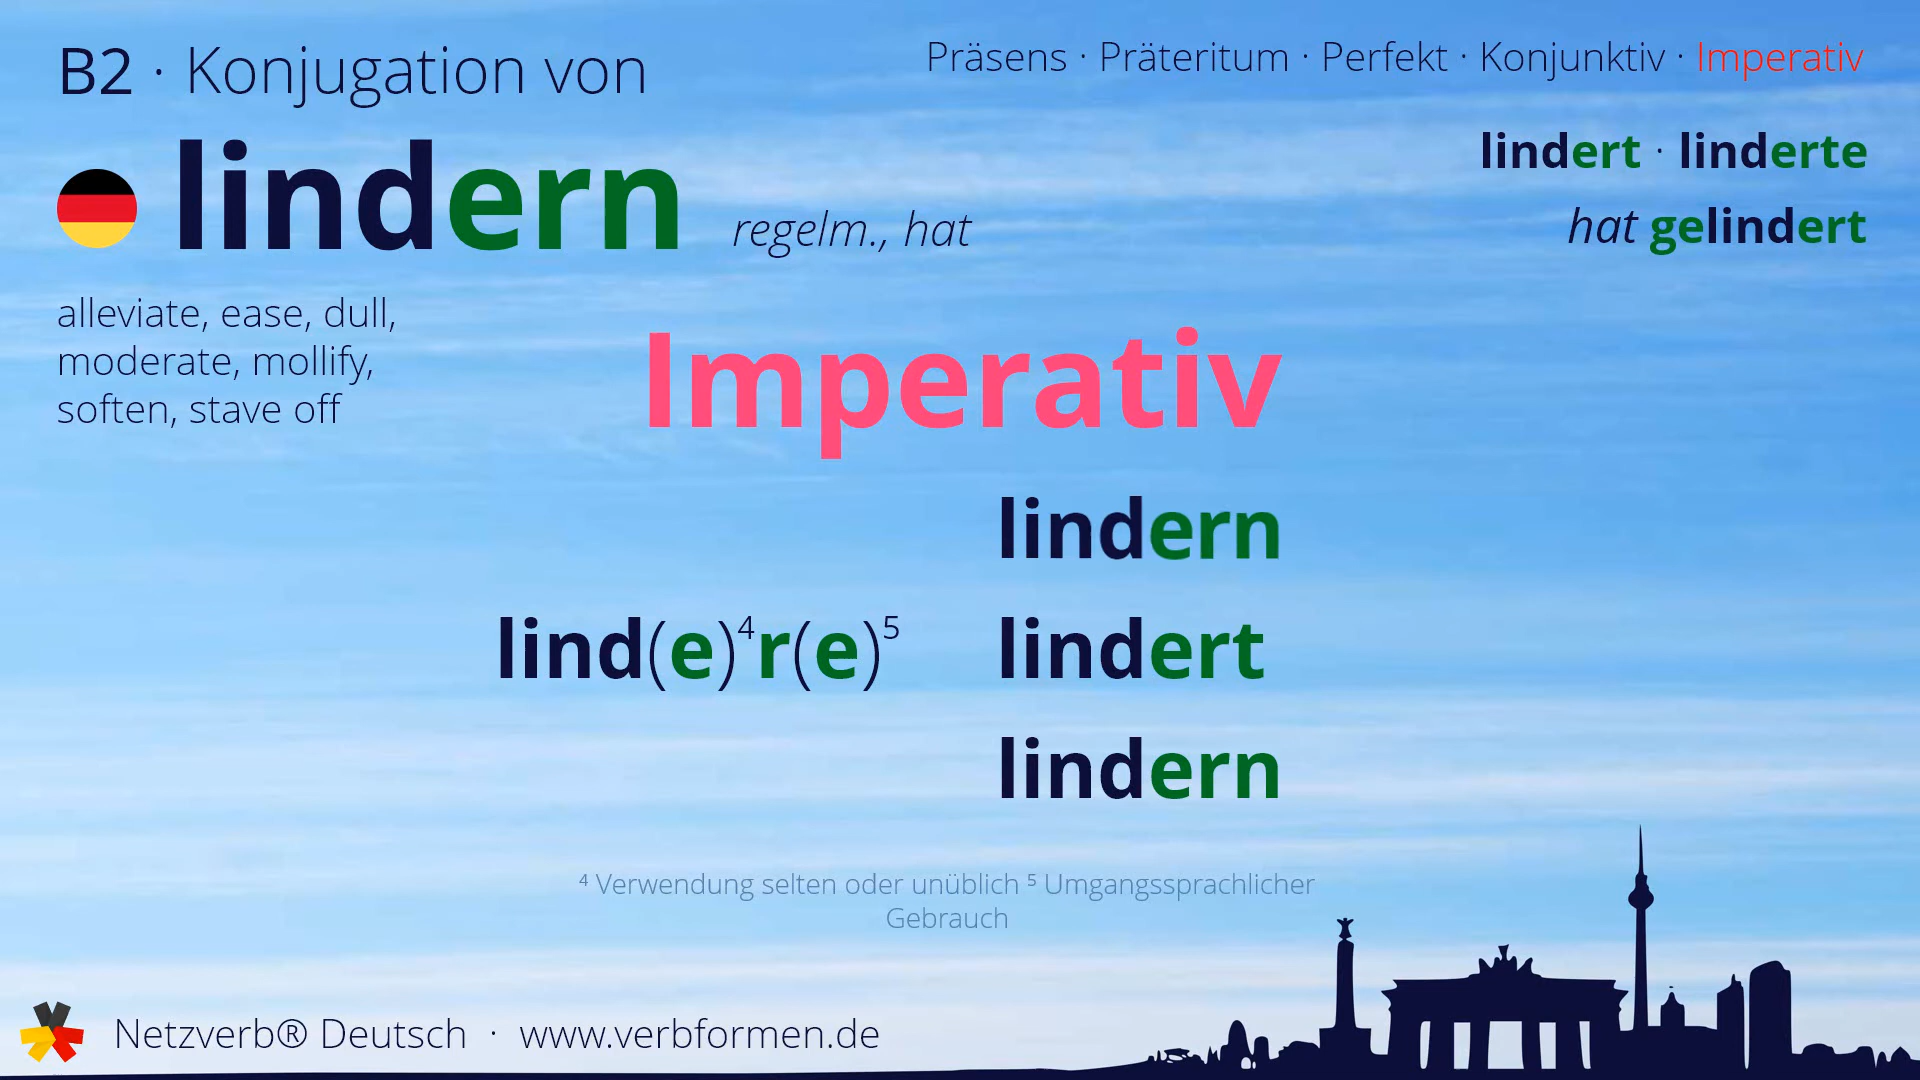 B2 · Konjugation von
Präsens · Präteritum · Perfekt · Konjunktiv · Imperativ
lindern regelm., hat
lindert · linderte
hat gelindert
alleviate, ease, dull,
moderate, mollify,
soften, stave off
Imperativ
lindern
lind(e)⁴r(e)⁵ lindert
lindern
⁴ Verwendung selten oder unüblich ⁵ Umgangssprachlicher
Gebrauch
Netzverb® Deutsch · www.verbformen.de